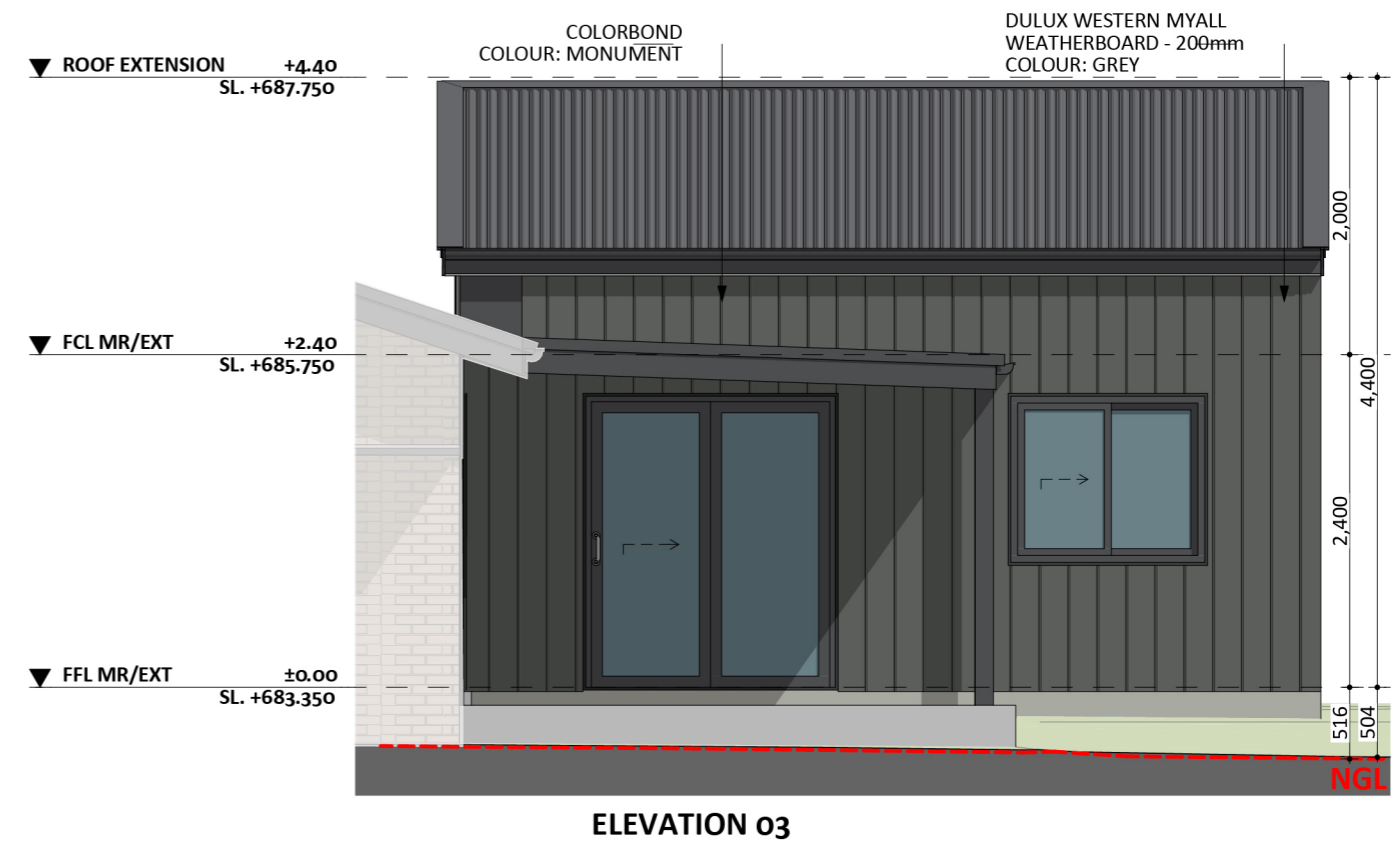 COLORBOND
COLOUR: MONUMENT
DULUX WESTERN MYALL
WEATHERBOARD - 200mm
COLOUR: GREY
ROOF EXTENSION +4.40
SL. +687.750
2,000
FCL MR/EXT +2.40
SL. +685.750
4,400
2,400
FFL MR/EXT ±0.00
SL. +683.350
516
504
NGL
ELEVATION 03